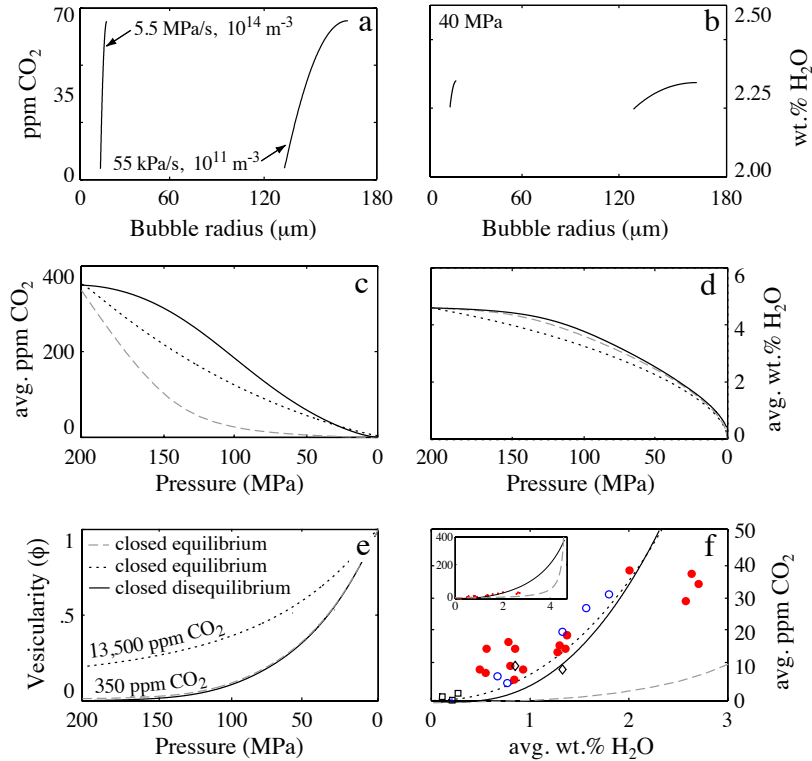 70
35
0
ppm CO2
a
5.5 MPa/s, 10^14 m^-3
55 kPa/s, 10^11 m^-3
0 60 120 180
Bubble radius (μm)
b
40 MPa
2.50
2.25
2.00
wt.% H2O
0 60 120 180
Bubble radius (μm)
400
200
0
avg. ppm CO2
c
200 150 100 50 0
Pressure (MPa)
d
6
4
2
0
avg. wt.% H2O
200 150 100 50 0
Pressure (MPa)
1
.5
0
Vesicularity (ϕ)
e
closed equilibrium
closed equilibrium
closed disequilibrium
13,500 ppm CO2
350 ppm CO2
200 150 100 50 0
Pressure (MPa)
f
400
200
0
0 2 4
50
40
30
20
10
0
avg. ppm CO2
0 1 2 3
avg. wt.% H2O